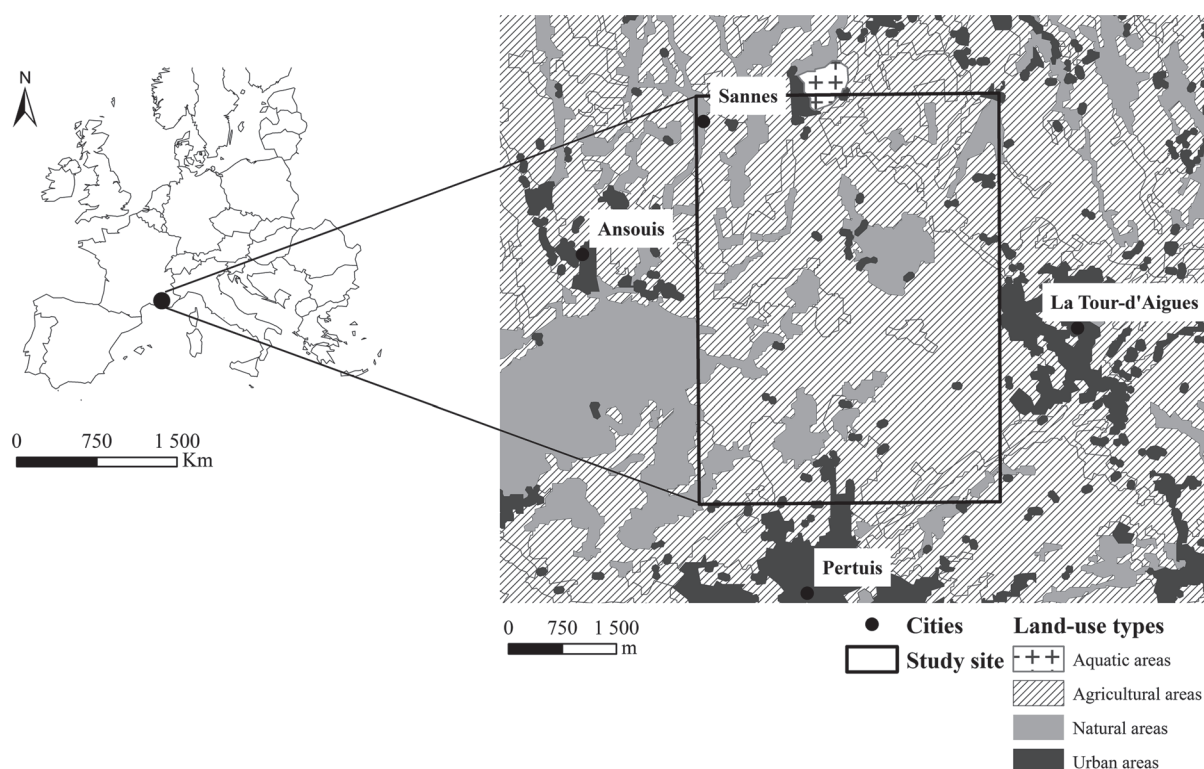 N
0 750 1 500
Km
Sannes
Ansouis
La Tour-d'Aigues
Pertuis
0 750 1 500
m
Cities
Study site
Land-use types
Aquatic areas
Agricultural areas
Natural areas
Urban areas